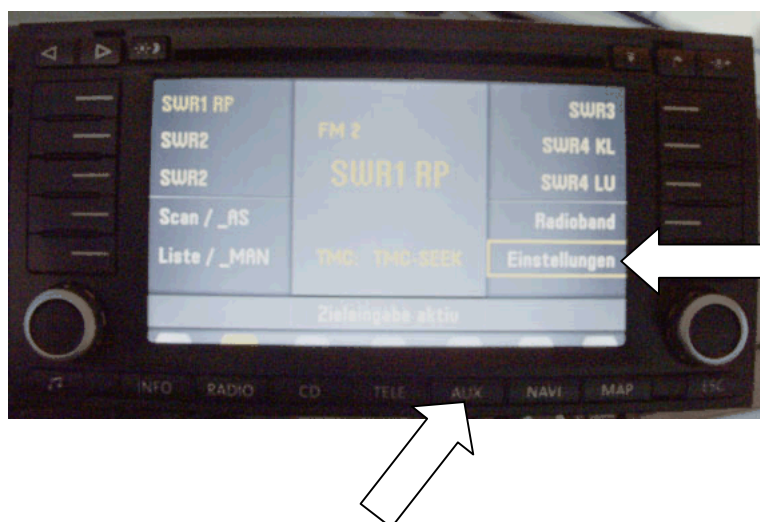 SWR1 RP
SWR2
SWR2
Scan / _AS
Liste / _MAN
FM 2
SWR1 RP
TMC: TMC-SEEK
SWR3
SWR4 KL
SWR4 LU
Radioband
Einstellungen
Zieleingabe aktiv
INFO RADIO CD TELE AUX NAVI MAP ESC